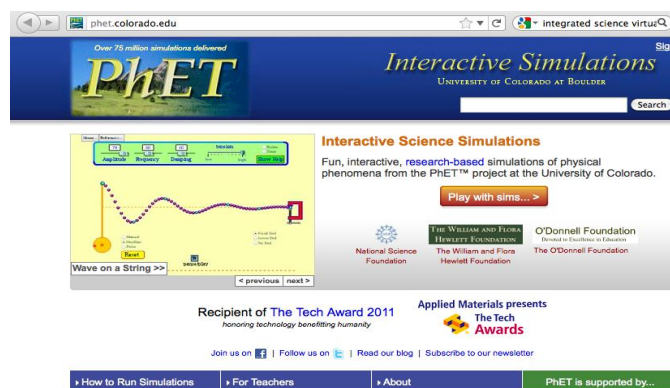 phet.colorado.edu
integrated science virtua
Over 75 million simulations delivered
PhET
Sig
Interactive Simulations
UNIVERSITY OF COLORADO AT BOULDER
Search
Amplitude Frequency Damping
Reset
Wave on a String >>
< previous next >
Interactive Science Simulations
Fun, interactive, research-based simulations of physical
phenomena from the PhET™ project at the University of Colorado.
Play with sims... >
National Science
Foundation
THE WILLIAM AND FLORA
HEWLETT FOUNDATION
The William and Flora
Hewlett Foundation
O'Donnell Foundation
Devoted to Excellence in Education
The O'Donnell Foundation
Recipient of The Tech Award 2011
honoring technology benefitting humanity
Applied Materials presents
The Tech
Awards
Join us on f | Follow us on t | Read our blog | Subscribe to our newsletter
How to Run Simulations
For Teachers
About
PhET is supported by...